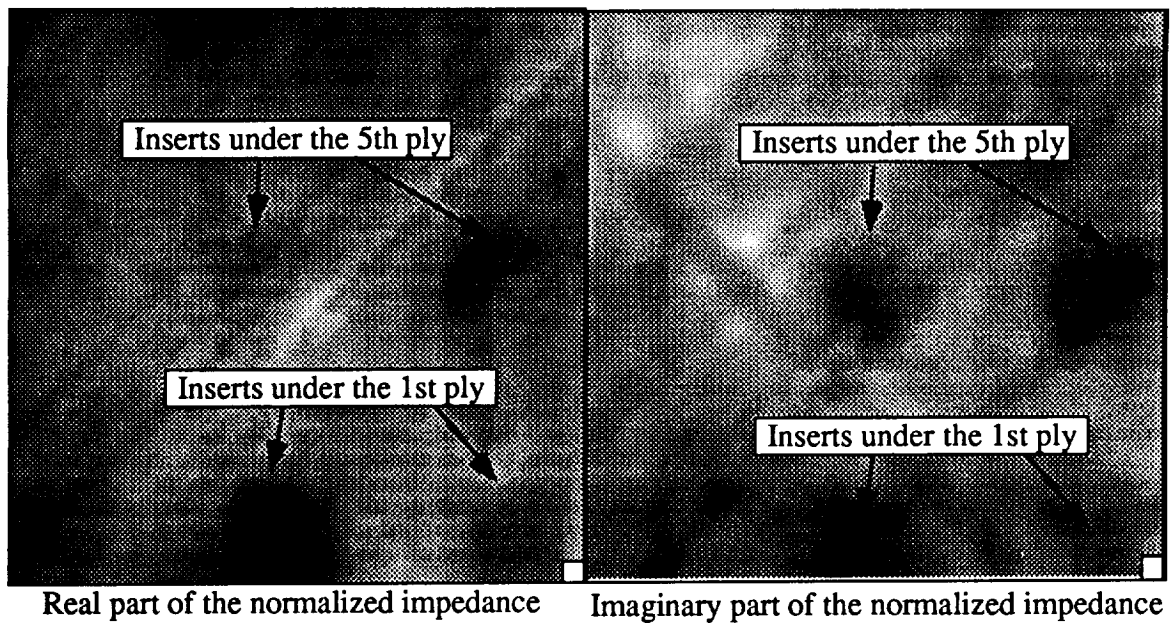 Inserts under the 5th ply
Inserts under the 1st ply
Real part of the normalized impedance
Inserts under the 5th ply
Inserts under the 1st ply
Imaginary part of the normalized impedance